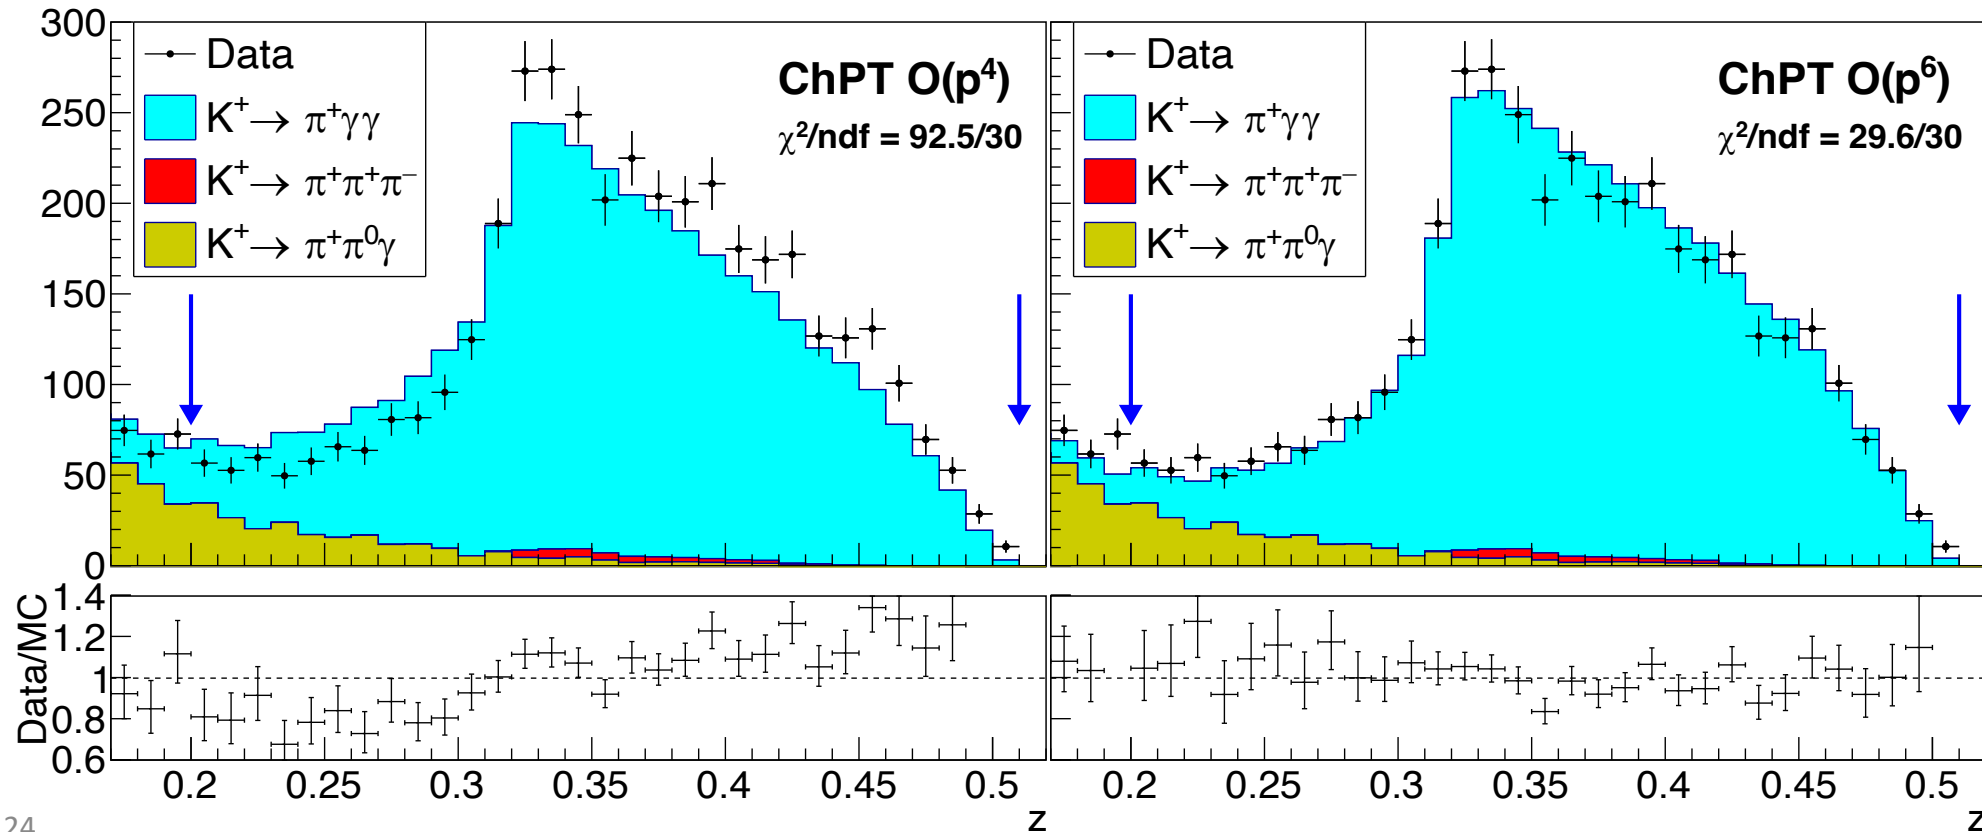 300
250
200
150
100
50
0
Data
K⁺→ π⁺γγ
K⁺→ π⁺π⁺π⁻
K⁺→ π⁺π⁰γ
ChPT O(p⁴)
χ²/ndf = 92.5/30
Data
K⁺→ π⁺γγ
K⁺→ π⁺π⁺π⁻
K⁺→ π⁺π⁰γ
ChPT O(p⁶)
χ²/ndf = 29.6/30
Data/MC
1.4
1.2
1
0.8
0.6
0.2 0.25 0.3 0.35 0.4 0.45 0.5
z
0.2 0.25 0.3 0.35 0.4 0.45 0.5
z
24